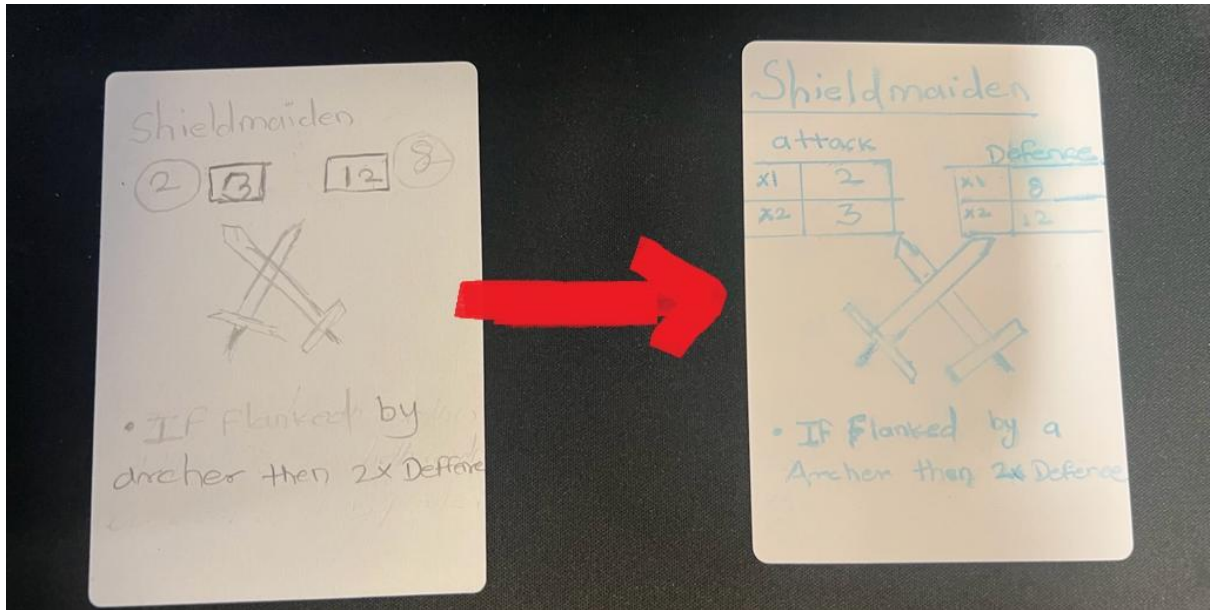 Shieldmaiden
2 3 12 8
• If flanked by
archer then 2x Deffence
Shieldmaiden
attack Defence
x1 2 x1 8
x2 3 x2 12
• If Flanked by a
Archer then 2x Defence